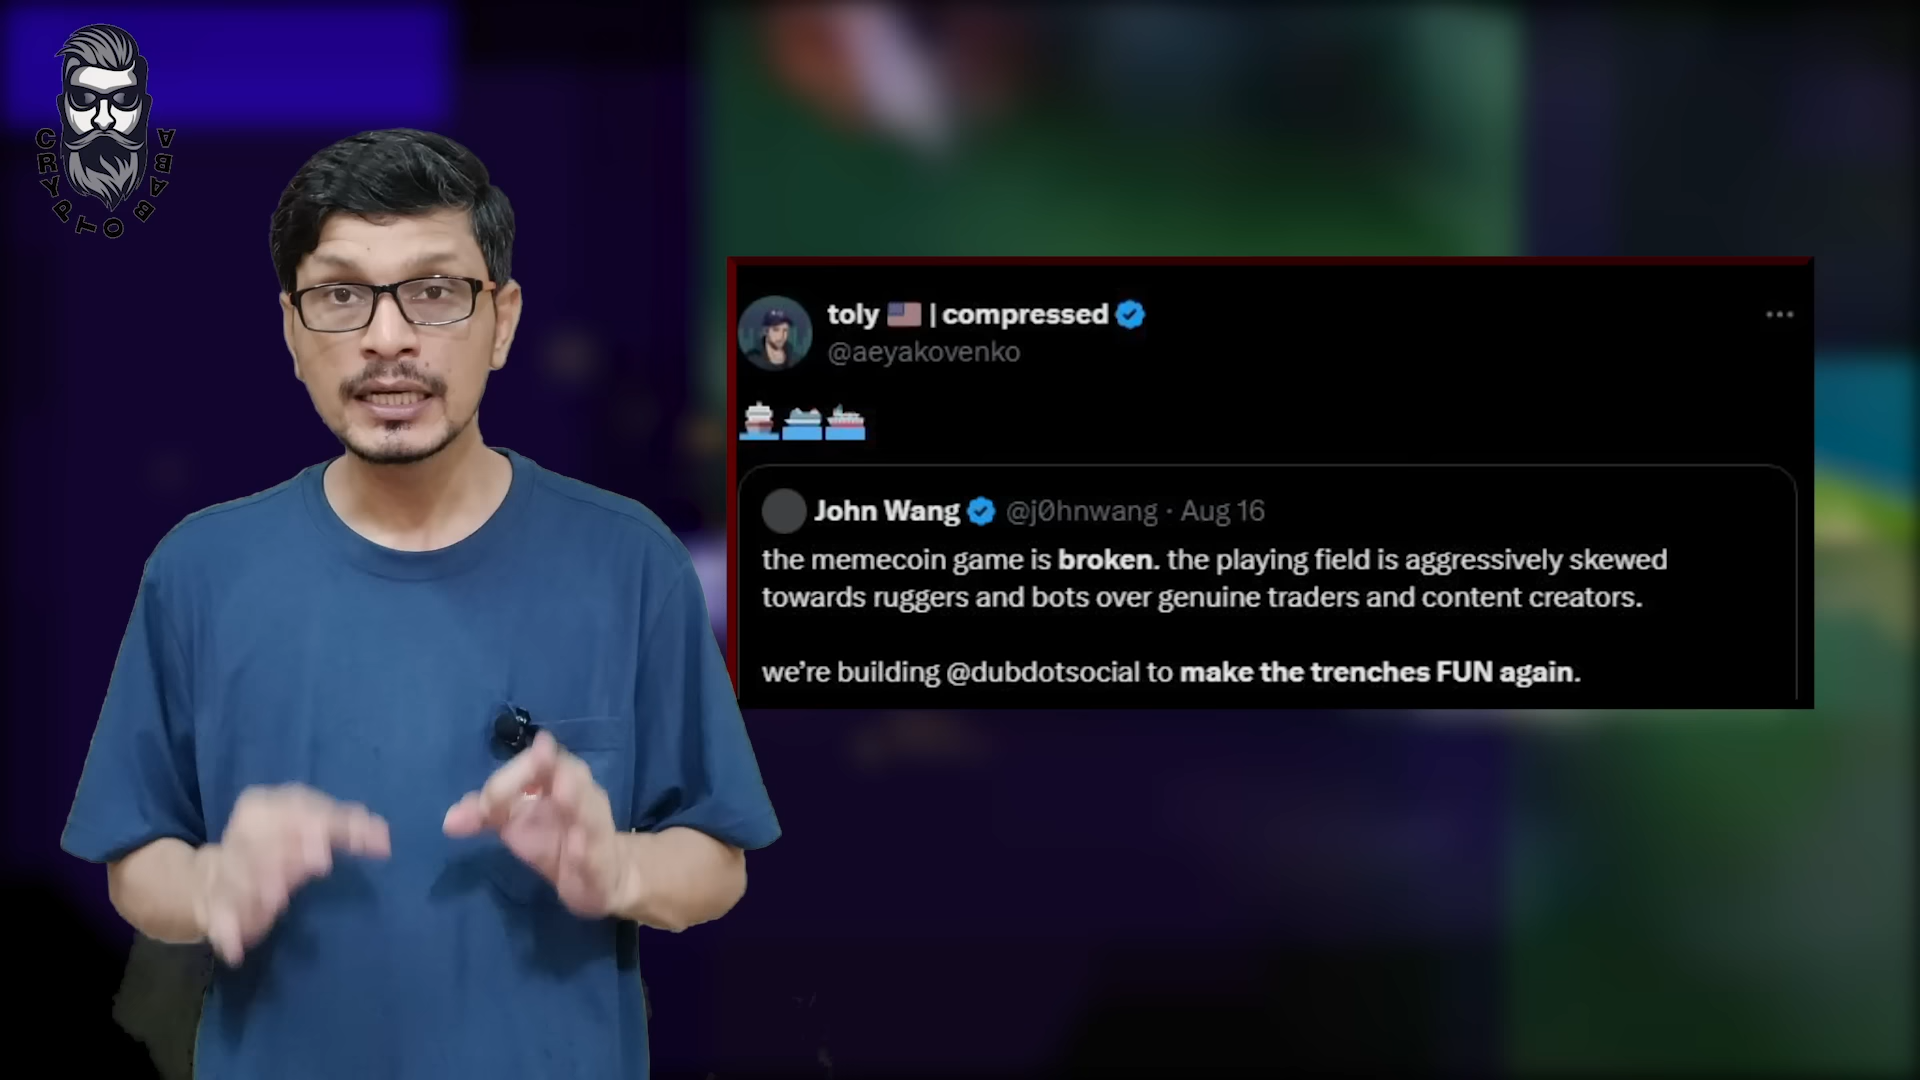 CRYPTO BABA
toly 🇺🇸 | compressed
@aeyakovenko
🚢🛳️⛴️
John Wang @j0hnwang · Aug 16
the memecoin game is broken. the playing field is aggressively skewed
towards ruggers and bots over genuine traders and content creators.
we’re building @dubdotsocial to make the trenches FUN again.